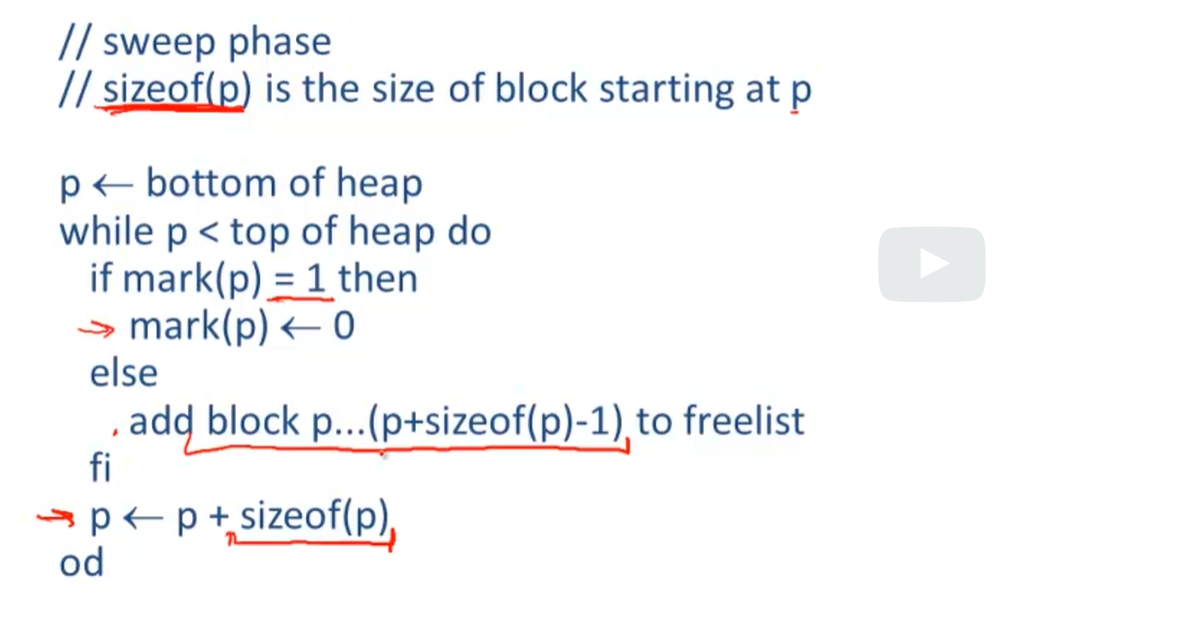 // sweep phase
// sizeof(p) is the size of block starting at p
p ← bottom of heap
while p < top of heap do
if mark(p) = 1 then
mark(p) ← 0
else
add block p...(p+sizeof(p)-1) to freelist
fi
p ← p + sizeof(p)
od